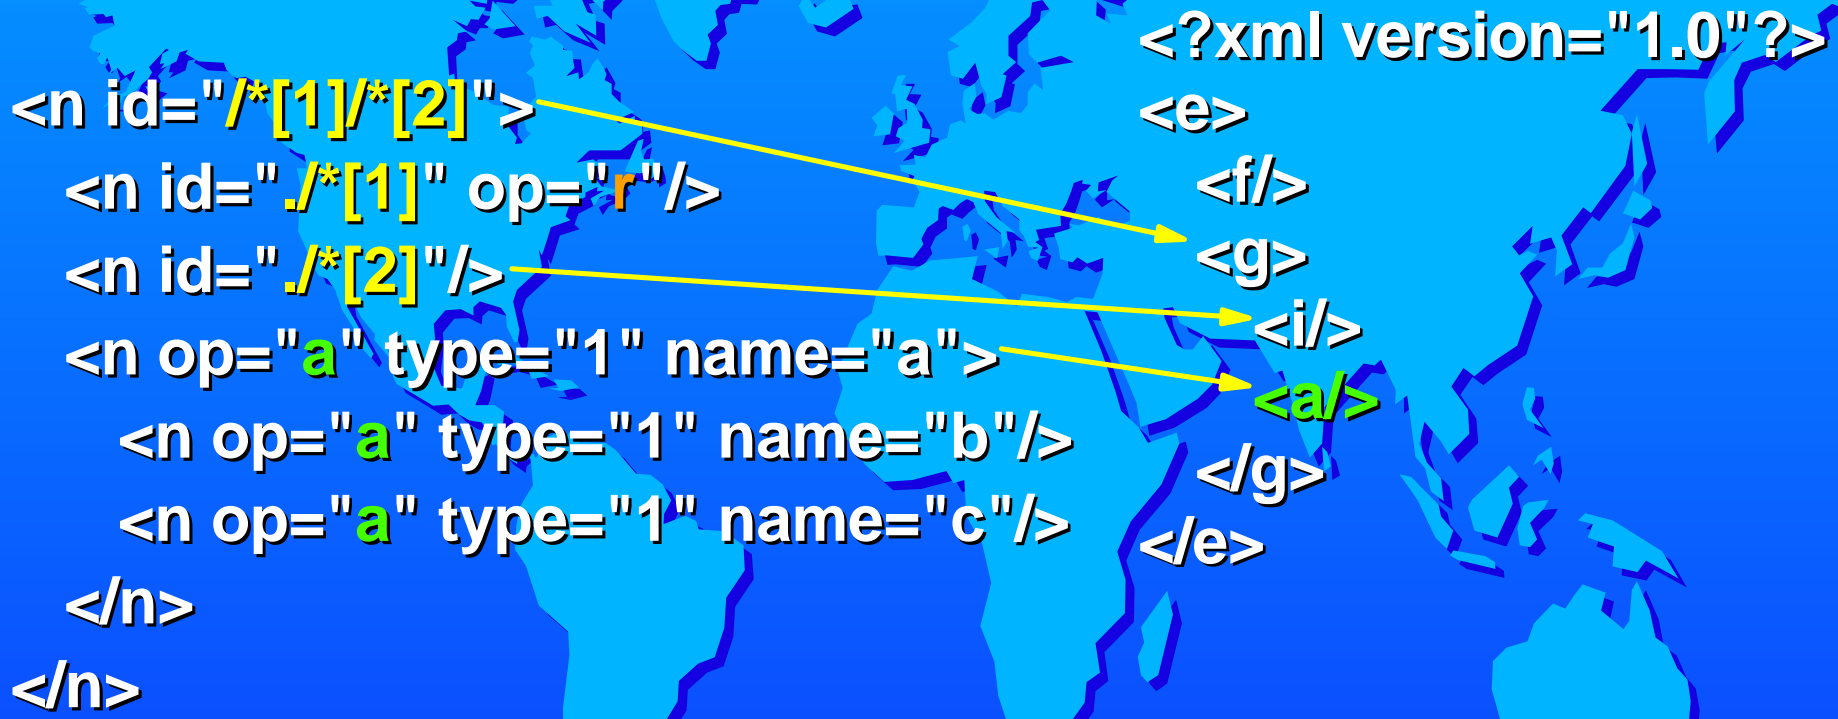 <n id="/*[1]/*[2]">
  <n id="./*[1]" op="r"/>
  <n id="./*[2]"/>
  <n op="a" type="1" name="a">
    <n op="a" type="1" name="b"/>
    <n op="a" type="1" name="c"/>
  </n>
</n>
<?xml version="1.0"?>
<e>
  <f/>
  <g>
    <i/>
    <a/>
  </g>
</e>